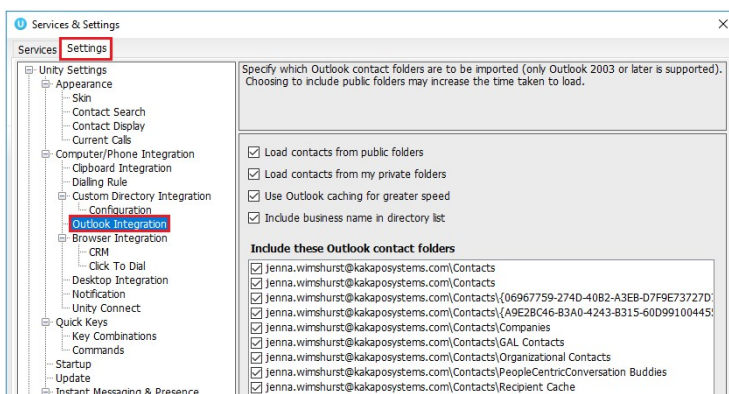 Services & Settings
Services Settings
Unity Settings
Appearance
Skin
Contact Search
Contact Display
Current Calls
Computer/Phone Integration
Clipboard Integration
Dialling Rule
Custom Directory Integration
Configuration
Outlook Integration
Browser Integration
CRM
Click To Dial
Desktop Integration
Notification
Unity Connect
Quick Keys
Key Combinations
Commands
Startup
Update
Instant Messaging & Presence
Specify which Outlook contact folders are to be imported (only Outlook 2003 or later is supported).
Choosing to include public folders may increase the time taken to load.
Load contacts from public folders
Load contacts from my private folders
Use Outlook caching for greater speed
Include business name in directory list
Include these Outlook contact folders
jenna.wimshurst@kakaposystems.com\Contacts
jenna.wimshurst@kakaposystems.com\Contacts
jenna.wimshurst@kakaposystems.com\Contacts\{06967759-274D-40B2-A3EB-D7F9E73727D
jenna.wimshurst@kakaposystems.com\Contacts\{A9E2BC46-B3A0-4243-B315-60D99100445
jenna.wimshurst@kakaposystems.com\Contacts\Companies
jenna.wimshurst@kakaposystems.com\Contacts\GAL Contacts
jenna.wimshurst@kakaposystems.com\Contacts\Organizational Contacts
jenna.wimshurst@kakaposystems.com\Contacts\PeopleCentricConversation Buddies
jenna.wimshurst@kakaposystems.com\Contacts\Recipient Cache